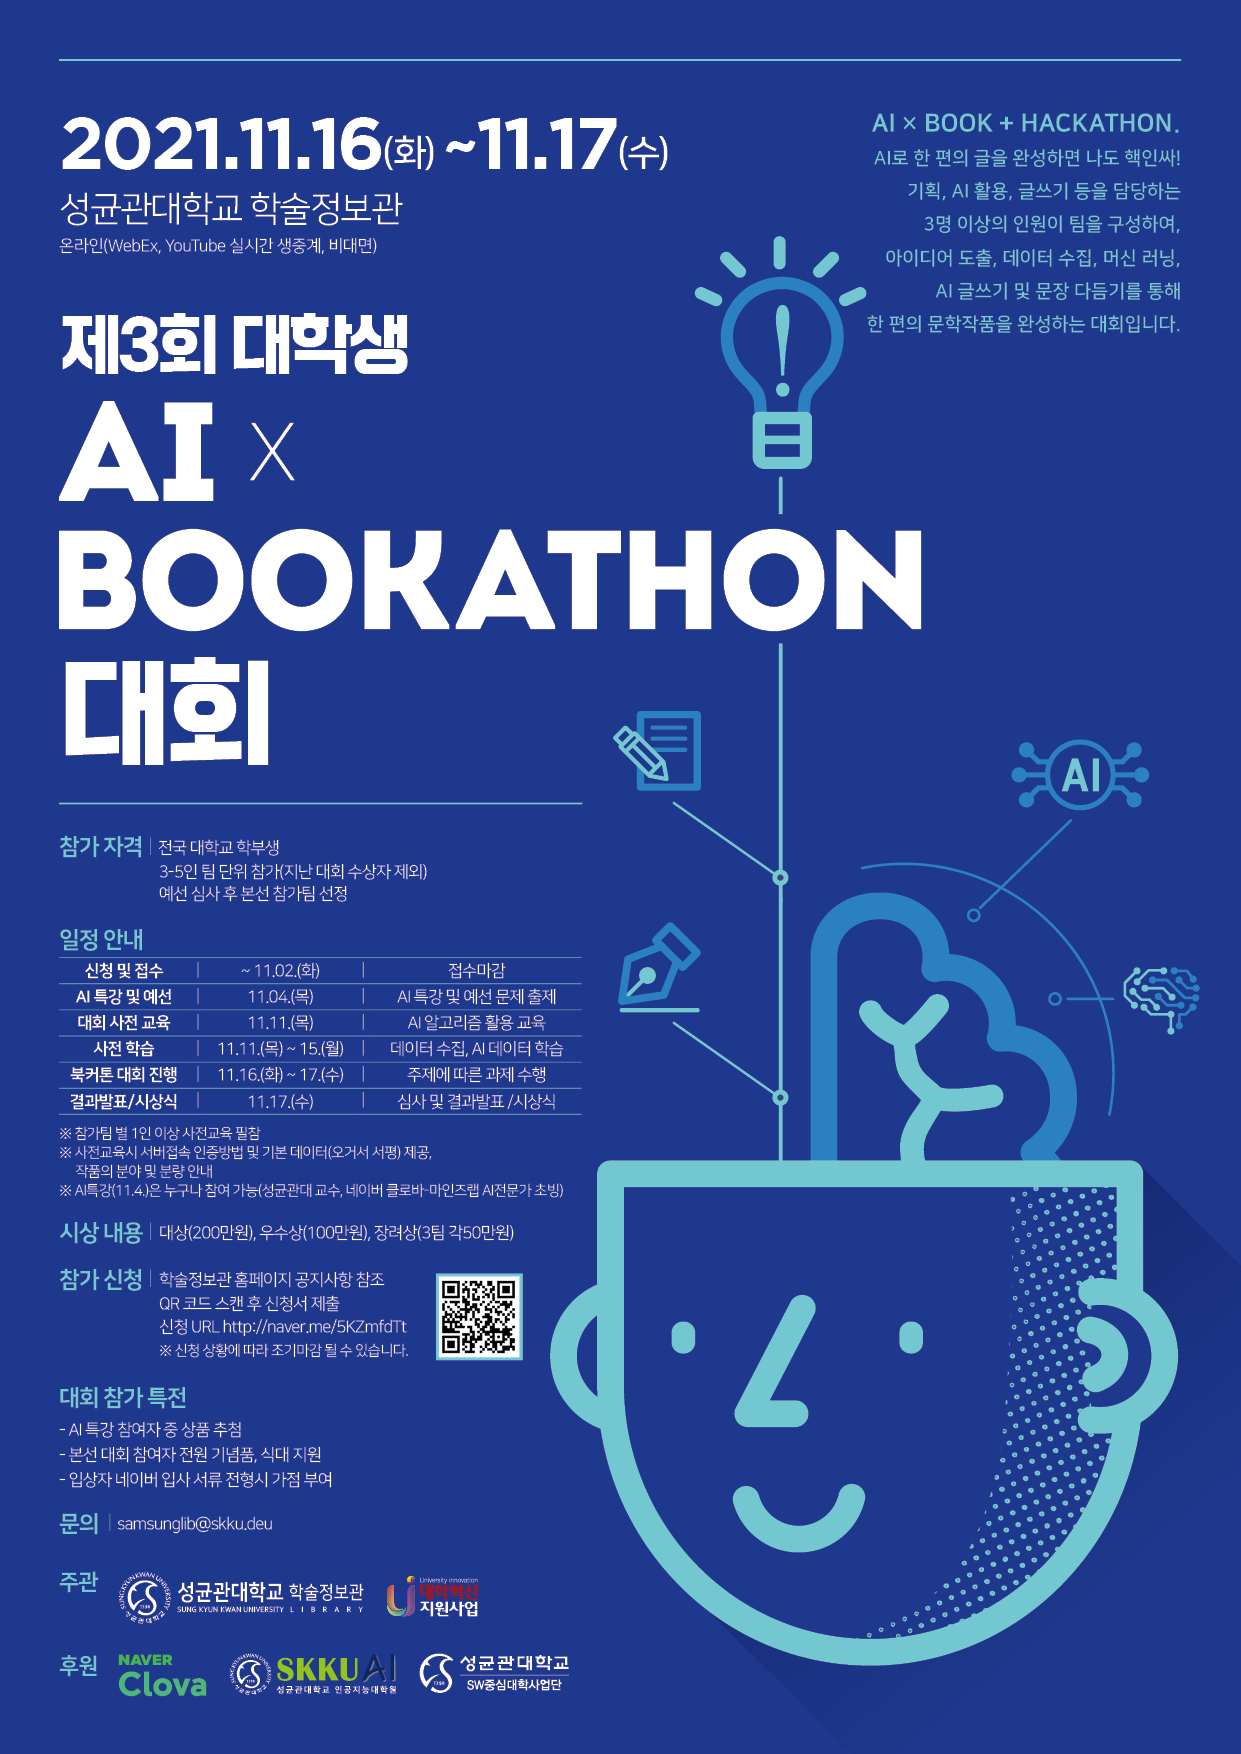 2021.11.16(화) ~11.17(수)
성균관대학교 학술정보관
온라인(WebEx, YouTube 실시간 생중계, 비대면)
AI × BOOK + HACKATHON.
AI로 한 편의 글을 완성하면 나도 핵인싸!
기획, AI 활용, 글쓰기 등을 담당하는
3명 이상의 인원이 팀을 구성하여,
아이디어 도출, 데이터 수집, 머신 러닝,
AI 글쓰기 및 문장 다듬기를 통해
한 편의 문학작품을 완성하는 대회입니다.
제3회 대학생
AI X
BOOKATHON
대회
AI
참가 자격 | 전국 대학교 학부생
3-5인 팀 단위 참가(지난 대회 수상자 제외)
예선 심사 후 본선 참가팀 선정
일정 안내
신청 및 접수 | ~ 11.02.(화) | 접수마감
AI 특강 및 예선 | 11.04.(목) | AI 특강 및 예선 문제 출제
대회 사전 교육 | 11.11.(목) | AI 알고리즘 활용 교육
사전 학습 | 11.11.(목) ~ 15.(월) | 데이터 수집, AI 데이터 학습
북커톤 대회 진행 | 11.16.(화) ~ 17.(수) | 주제에 따른 과제 수행
결과발표/시상식 | 11.17.(수) | 심사 및 결과발표 /시상식
※ 참가팀 별 1인 이상 사전교육 필참
※ 사전교육시 서버접속 인증방법 및 기본 데이터(오거서 서평) 제공,
작품의 분야 및 분량 안내
※ AI특강(11.4.)은 누구나 참여 가능(성균관대 교수, 네이버 클로바-마인즈랩 AI전문가 초빙)
시상 내용 | 대상(200만원), 우수상(100만원), 장려상(3팀 각50만원)
참가 신청 | 학술정보관 홈페이지 공지사항 참조
QR 코드 스캔 후 신청서 제출
신청 URL http://naver.me/5KZmfdTt
※ 신청 상황에 따라 조기마감 될 수 있습니다.
대회 참가 특전
- AI 특강 참여자 중 상품 추첨
- 본선 대회 참여자 전원 기념품, 식대 지원
- 입상자 네이버 입사 서류 전형시 가점 부여
문의 | samsunglib@skku.deu
주관
SUNG KYUN KWAN UNIVERSITY
1398
성균관대학교
성균관대학교 학술정보관
SUNG KYUN KWAN UNIVERSITY LIBRARY
University innovation
대학혁신
지원사업
후원
NAVER
Clova
SKKU AI
성균관대학교 인공지능대학원
1398
성균관대학교
SW중심대학사업단